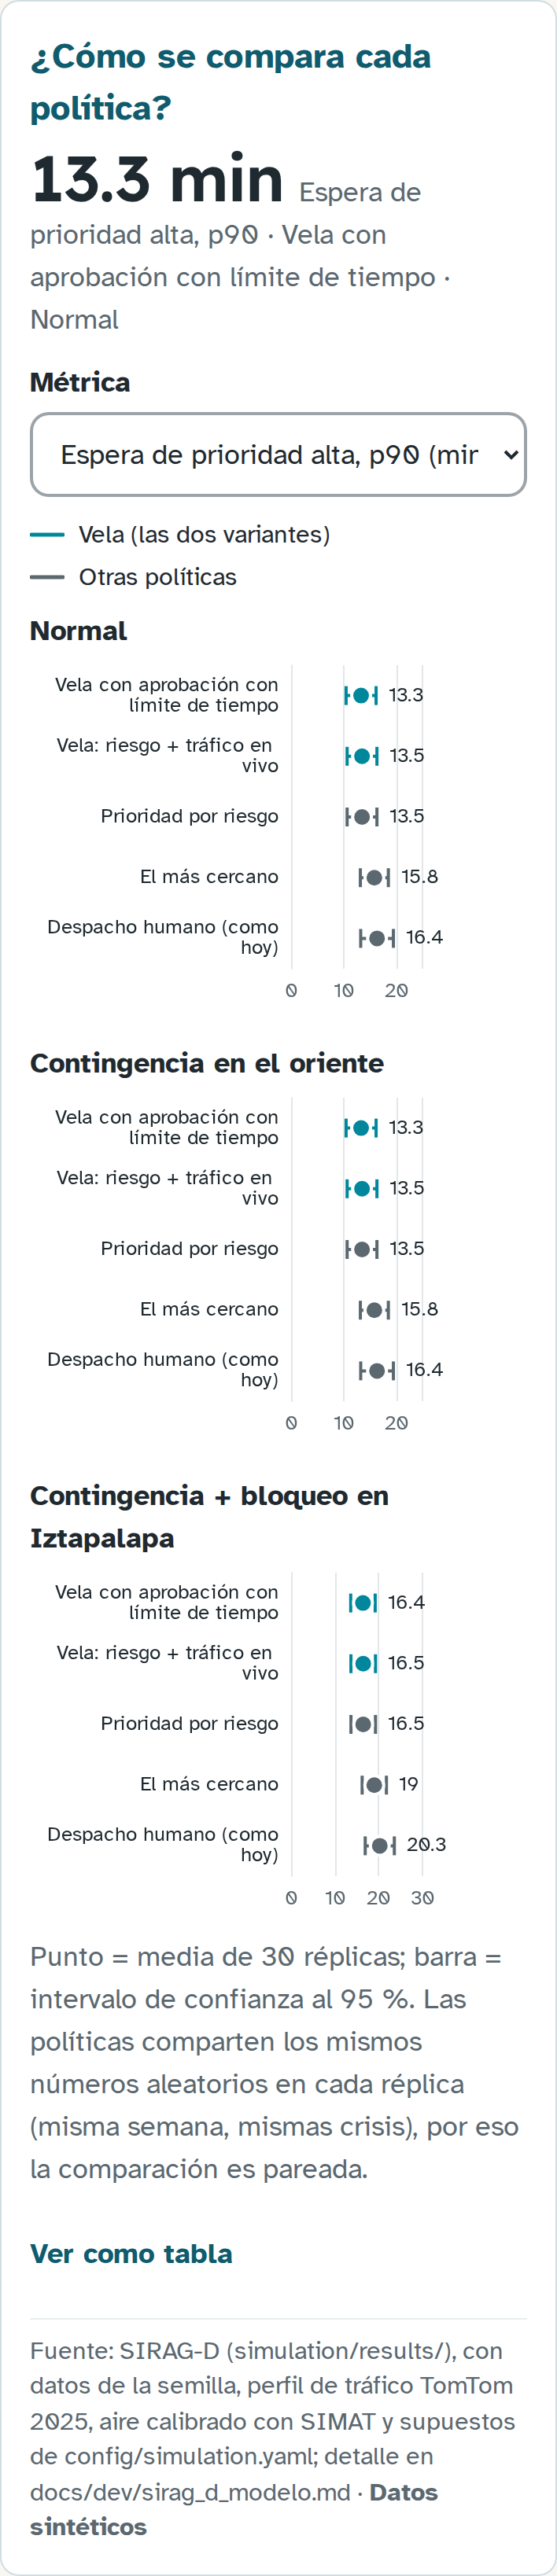 ¿Cómo se compara cada
política?
13.3 min Espera de
prioridad alta, p90 · Vela con
aprobación con límite de tiempo ·
Normal
Métrica
Espera de prioridad alta, p90 (mir
Vela (las dos variantes)
Otras políticas
Normal
Vela con aprobación con
límite de tiempo
13.3
Vela: riesgo + tráfico en
vivo
13.5
Prioridad por riesgo
13.5
El más cercano
15.8
Despacho humano (como
hoy)
16.4
0 10 20
Contingencia en el oriente
Vela con aprobación con
límite de tiempo
13.3
Vela: riesgo + tráfico en
vivo
13.5
Prioridad por riesgo
13.5
El más cercano
15.8
Despacho humano (como
hoy)
16.4
0 10 20
Contingencia + bloqueo en
Iztapalapa
Vela con aprobación con
límite de tiempo
16.4
Vela: riesgo + tráfico en
vivo
16.5
Prioridad por riesgo
16.5
El más cercano
19
Despacho humano (como
hoy)
20.3
0 10 20 30
Punto = media de 30 réplicas; barra =
intervalo de confianza al 95 %. Las
políticas comparten los mismos
números aleatorios en cada réplica
(misma semana, mismas crisis), por eso
la comparación es pareada.
Ver como tabla
Fuente: SIRAG-D (simulation/results/), con
datos de la semilla, perfil de tráfico TomTom
2025, aire calibrado con SIMAT y supuestos
de config/simulation.yaml; detalle en
docs/dev/sirag_d_modelo.md · Datos
sintéticos